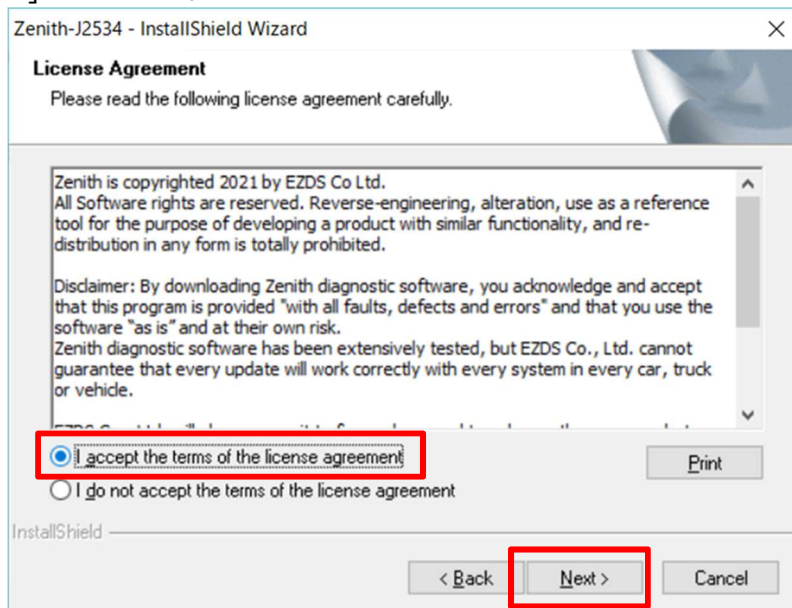 Zenith-J2534 - InstallShield Wizard
License Agreement
Please read the following license agreement carefully.
Zenith is copyrighted 2021 by EZDS Co Ltd.
All Software rights are reserved. Reverse-engineering, alteration, use as a reference
tool for the purpose of developing a product with similar functionality, and re-
distribution in any form is totally prohibited.
Disclaimer: By downloading Zenith diagnostic software, you acknowledge and accept
that this program is provided "with all faults, defects and errors" and that you use the
software "as is" and at their own risk.
Zenith diagnostic software has been extensively tested, but EZDS Co., Ltd. cannot
guarantee that every update will work correctly with every system in every car, truck
or vehicle.
I accept the terms of the license agreement
Print
I do not accept the terms of the license agreement
InstallShield
< Back
Next >
Cancel